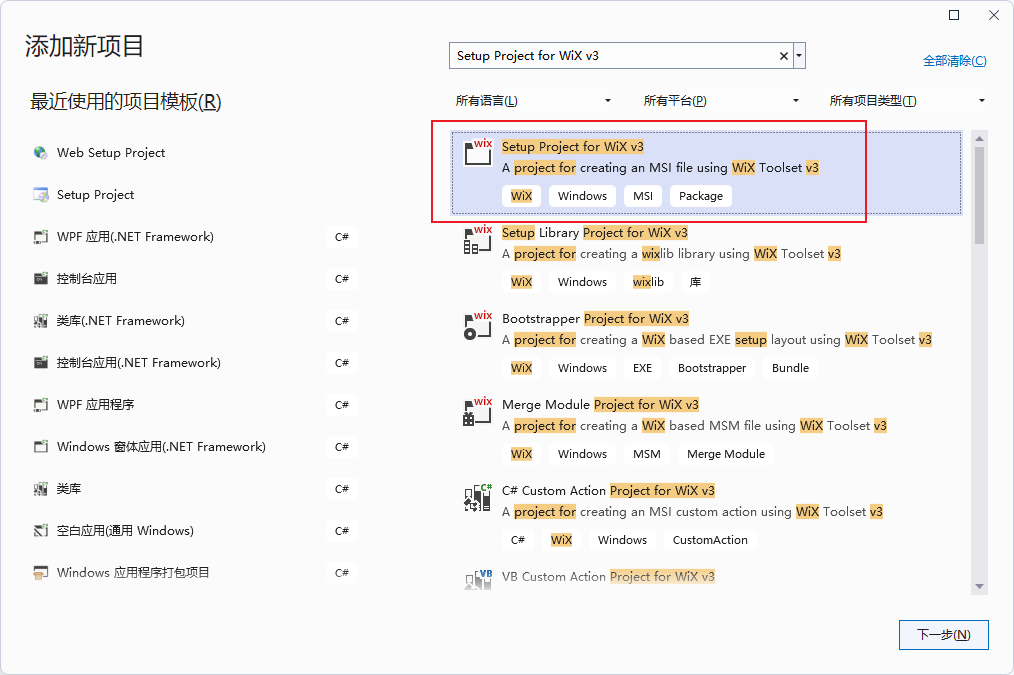 添加新项目
最近使用的项目模板(R)
Web Setup Project
Setup Project
WPF 应用(.NET Framework) C#
控制台应用 C#
类库(.NET Framework) C#
控制台应用(.NET Framework) C#
WPF 应用程序 C#
Windows 窗体应用(.NET Framework) C#
类库 C#
空白应用(通用 Windows) C#
Windows 应用程序打包项目 C#
Setup Project for WiX v3
全部清除(C)
所有语言(L) 所有平台(P) 所有项目类型(T)
WiX
Setup Project for WiX v3
A project for creating an MSI file using WiX Toolset v3
WiX Windows MSI Package
WiX
Setup Library Project for WiX v3
A project for creating a wixlib library using WiX Toolset v3
WiX Windows wixlib 库
WiX
Bootstrapper Project for WiX v3
A project for creating a WiX based EXE setup layout using WiX Toolset v3
WiX Windows EXE Bootstrapper Bundle
WiX
Merge Module Project for WiX v3
A project for creating a WiX based MSM file using WiX Toolset v3
WiX Windows MSM Merge Module
C#
C# Custom Action Project for WiX v3
A project for creating an MSI custom action using WiX Toolset v3
C# WiX Windows CustomAction
VB
VB Custom Action Project for WiX v3
下一步(N)